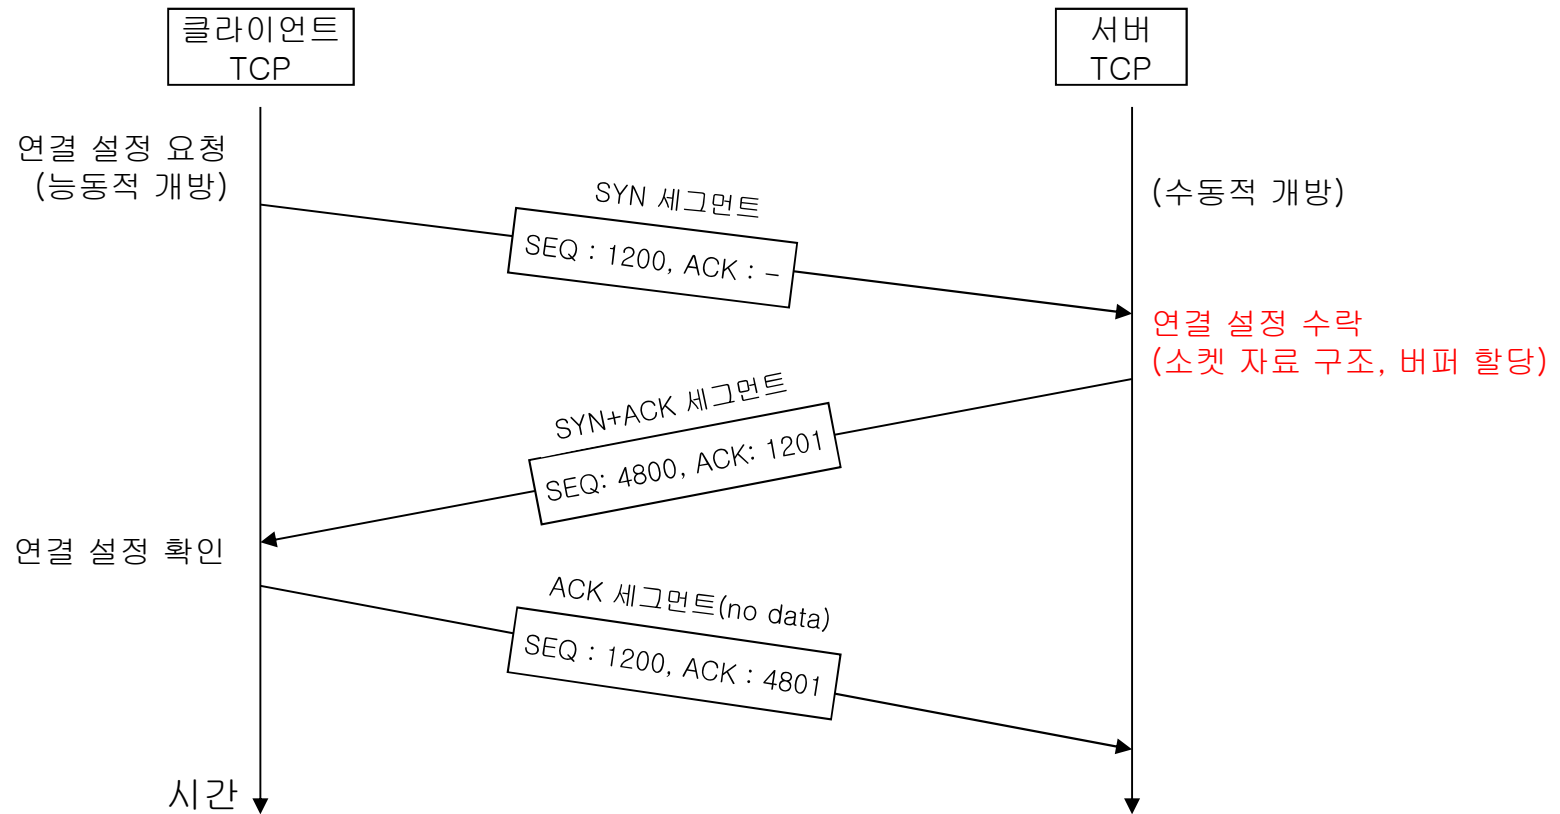 클라이언트
TCP
서버
TCP
연결 설정 요청
(능동적 개방)
SYN 세그먼트
SEQ : 1200, ACK : -
(수동적 개방)
연결 설정 수락
(소켓 자료 구조, 버퍼 할당)
SYN+ACK 세그먼트
SEQ: 4800, ACK: 1201
연결 설정 확인
ACK 세그먼트(no data)
SEQ : 1200, ACK : 4801
시간